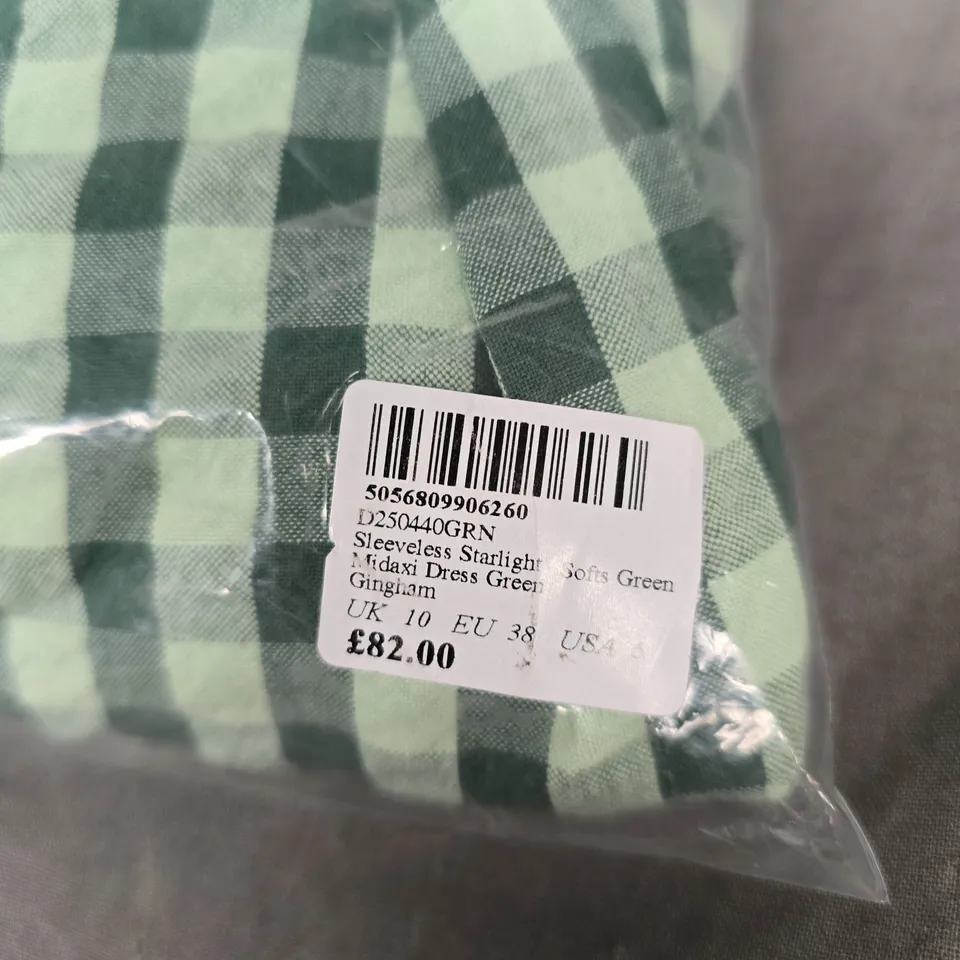 5056809906260
D250440GRN
Sleeveless Starlight Softs Green
Midaxi Dress Green
Gingham
UK 10 EU 38 USA 6
£82.00